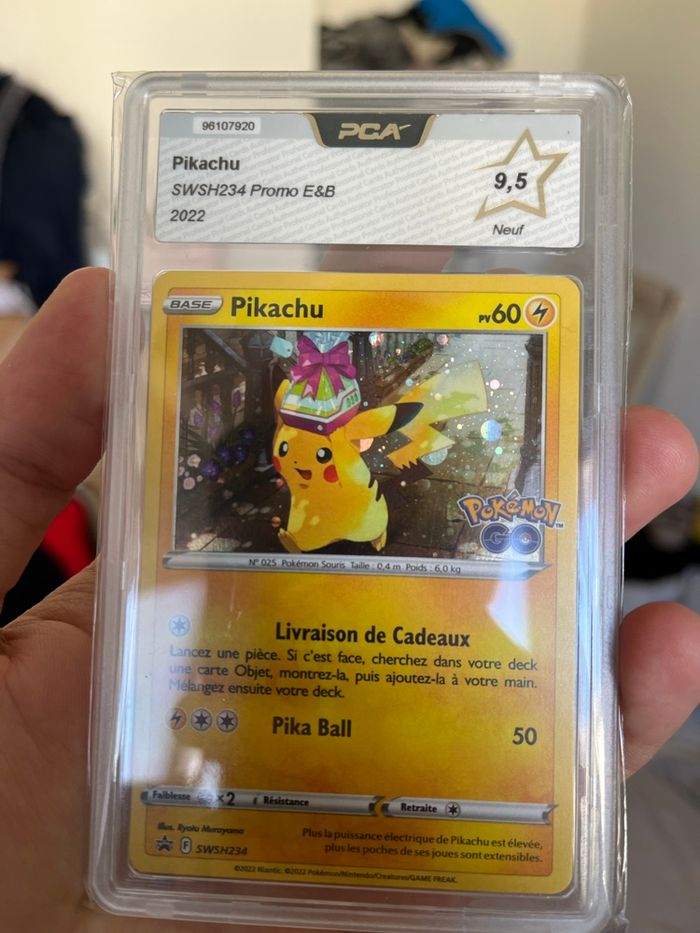 96107920
PCA
Pikachu
SWSH234 Promo E&B
2022
9,5
Neuf
BASE Pikachu PV60
Pokémon
GO
N° 025 Pokémon Souris Taille : 0,4 m Poids : 6,0 kg
Livraison de Cadeaux
Lancez une pièce. Si c'est face, cherchez dans votre deck
une carte Objet, montrez-la, puis ajoutez-la à votre main.
Mélangez ensuite votre deck.
Pika Ball 50
Faiblesse ×2 Résistance Retraite
Illus. Ryota Murayama
Plus la puissance électrique de Pikachu est élevée,
plus les poches de ses joues sont extensibles.
F SWSH234
©2022 Niantic. ©2022 Pokémon/Nintendo/Creatures/GAME FREAK.